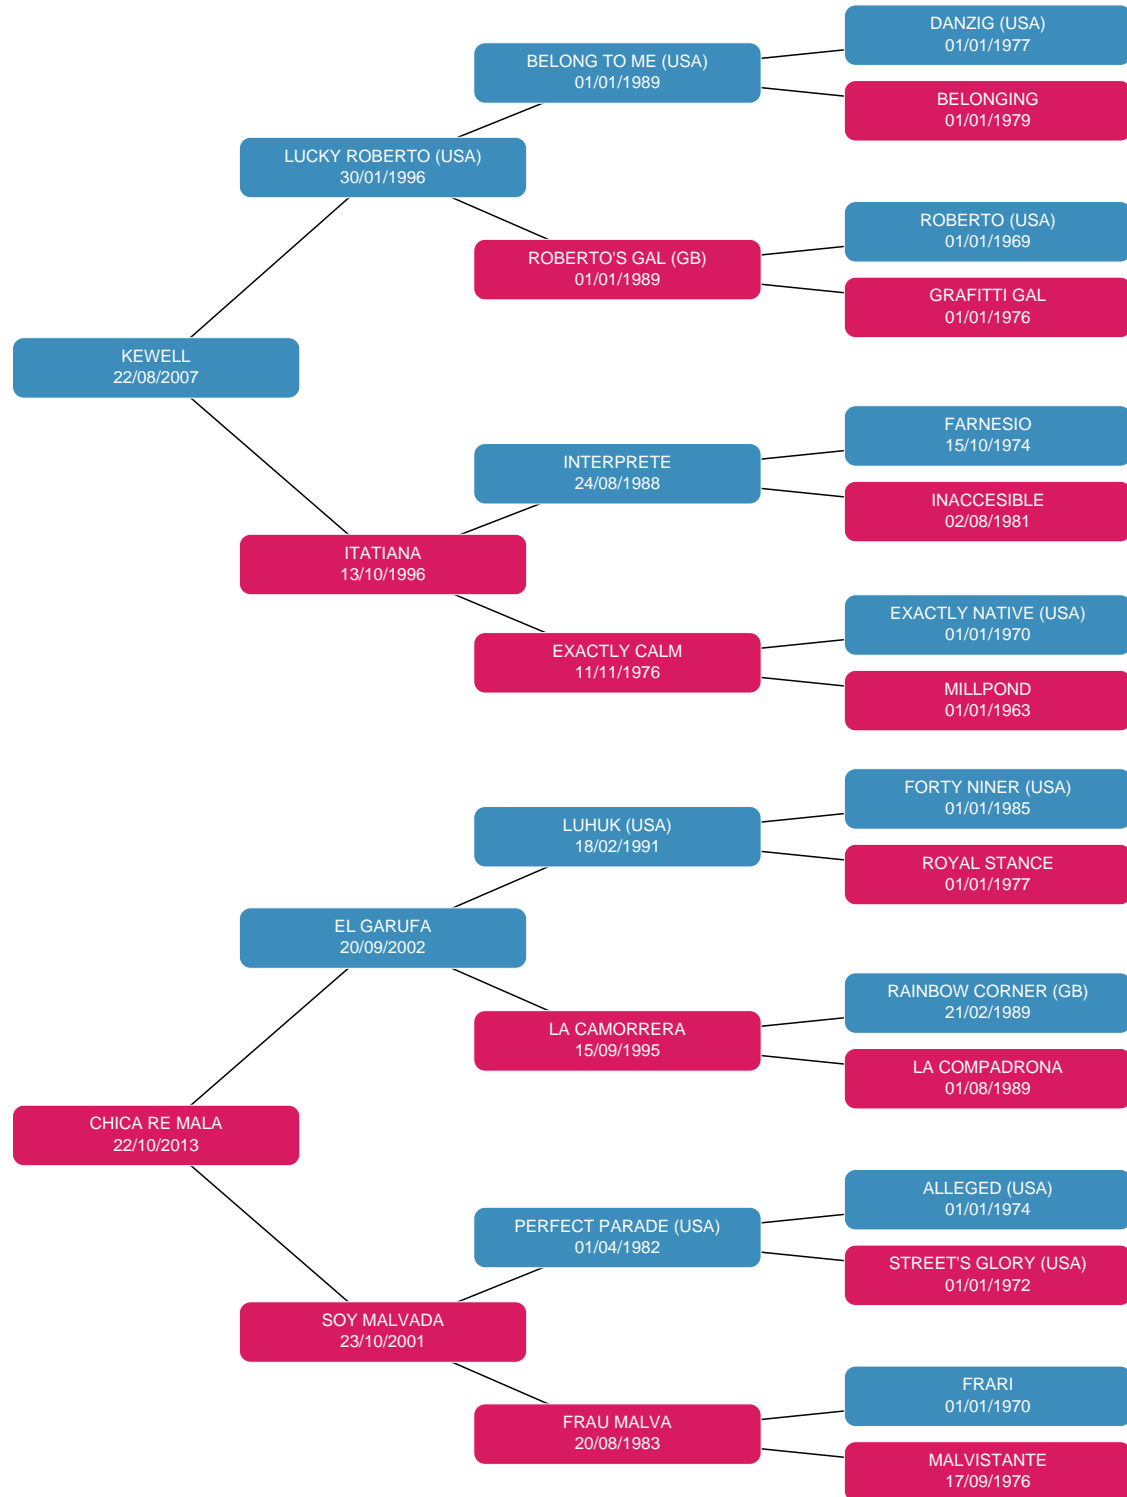 DANZIG (USA)
01/01/1977
BELONG TO ME (USA)
01/01/1989
BELONGING
01/01/1979
LUCKY ROBERTO (USA)
30/01/1996
ROBERTO (USA)
01/01/1969
ROBERTO'S GAL (GB)
01/01/1989
GRAFITTI GAL
01/01/1976
KEWELL
22/08/2007
FARNESIO
15/10/1974
INTERPRETE
24/08/1988
INACCESIBLE
02/08/1981
ITATIANA
13/10/1996
EXACTLY NATIVE (USA)
01/01/1970
EXACTLY CALM
11/11/1976
MILLPOND
01/01/1963
FORTY NINER (USA)
01/01/1985
LUHUK (USA)
18/02/1991
ROYAL STANCE
01/01/1977
EL GARUFA
20/09/2002
RAINBOW CORNER (GB)
21/02/1989
LA CAMORRERA
15/09/1995
LA COMPADRONA
01/08/1989
CHICA RE MALA
22/10/2013
ALLEGED (USA)
01/01/1974
PERFECT PARADE (USA)
01/04/1982
STREET'S GLORY (USA)
01/01/1972
SOY MALVADA
23/10/2001
FRARI
01/01/1970
FRAU MALVA
20/08/1983
MALVISTANTE
17/09/1976